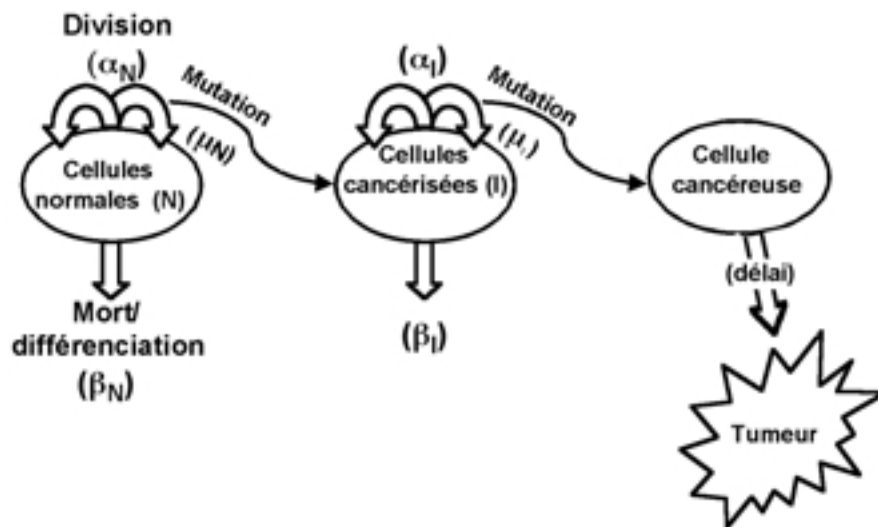 Division
(αN)
Mutation
(μN)
Cellules
normales (N)
Mort/
différenciation
(βN)
(αI)
Mutation
(μI)
Cellules
cancérisées (I)
(βI)
Cellule
cancéreuse
(délai)
Tumeur